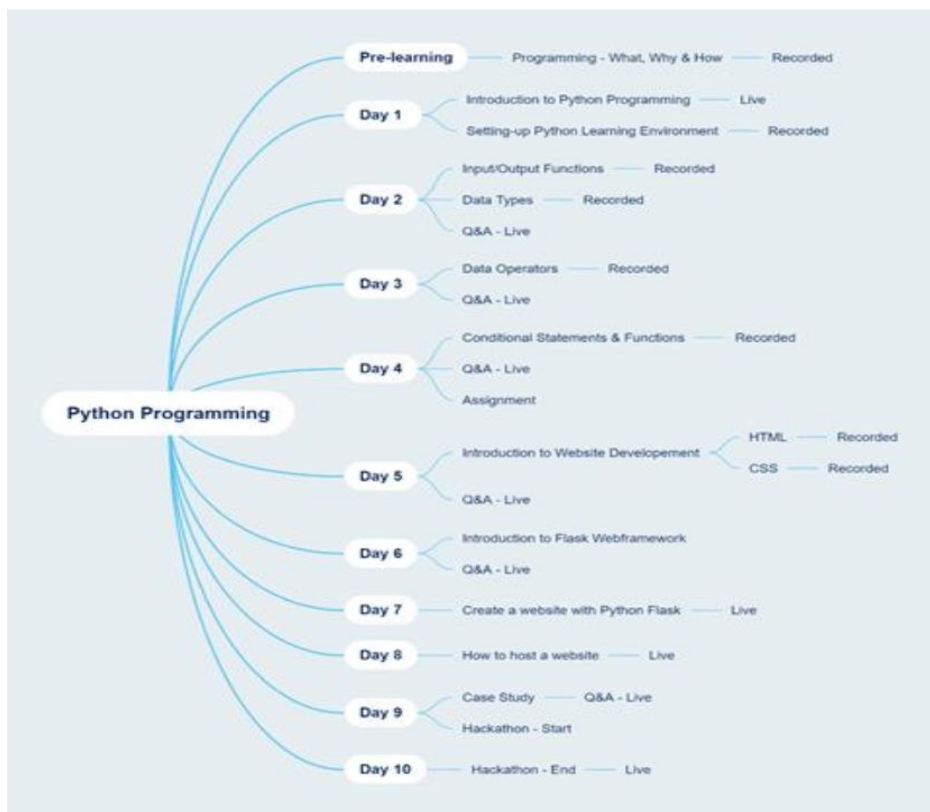 Pre-learning Programming - What, Why & How Recorded
Introduction to Python Programming Live
Day 1
Setting-up Python Learning Environment Recorded
Input/Output Functions Recorded
Day 2 Data Types Recorded
Q&A - Live
Data Operators Recorded
Day 3
Q&A - Live
Conditional Statements & Functions Recorded
Day 4 Q&A - Live
Assignment
Python Programming
HTML Recorded
Introduction to Website Developement
CSS Recorded
Day 5
Q&A - Live
Introduction to Flask Webframework
Day 6
Q&A - Live
Day 7 Create a website with Python Flask Live
Day 8 How to host a website Live
Case Study Q&A - Live
Day 9
Hackathon - Start
Day 10 Hackathon - End Live